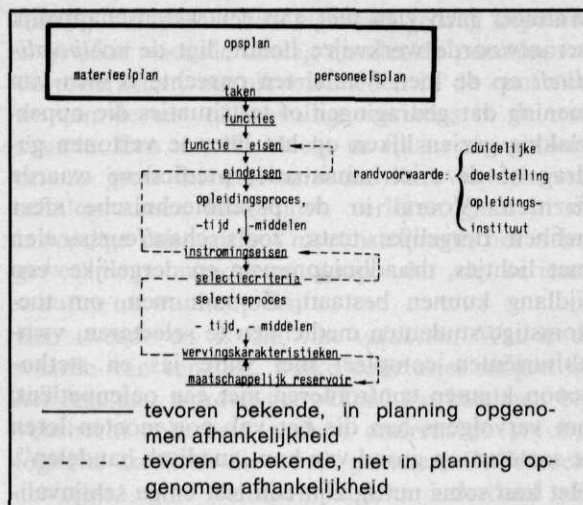 opsplan
materieelplan personeelsplan
taken
functies
functie - eisen
eindeisen
opleidingsproces,
-tijd, -middelen
randvoorwaarde: duidelijke
doelstelling
opleidings-
instituut
instromingseisen
selectiecriteria
selectieproces
- tijd, -middelen
wervingskarakteristieken
maatschappelijk reservoir
tevoren bekende, in planning opgeno-
men afhankelijkheid
tevoren onbekende, niet in planning op-
genomen afhankelijkheid